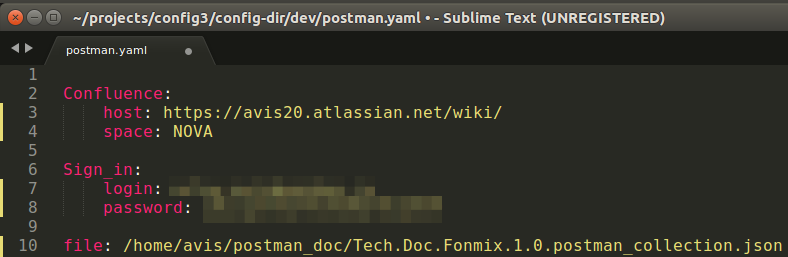 ~/projects/config3/config-dir/dev/postman.yaml • - Sublime Text (UNREGISTERED)
postman.yaml
1
2 Confluence:
3 host: https://avis20.atlassian.net/wiki/
4 space: NOVA
5
6 Sign_in:
7 login:
8 password:
9
10 file: /home/avis/postman_doc/Tech.Doc.Fonmix.1.0.postman_collection.json